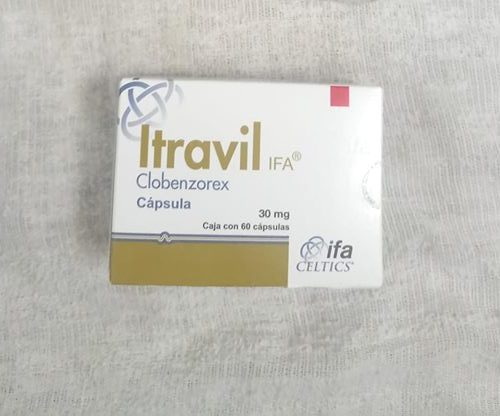 Itravil IFA®
Clobenzorex
Cápsula
30 mg
Caja con 60 cápsulas
ifa
CELTICS®